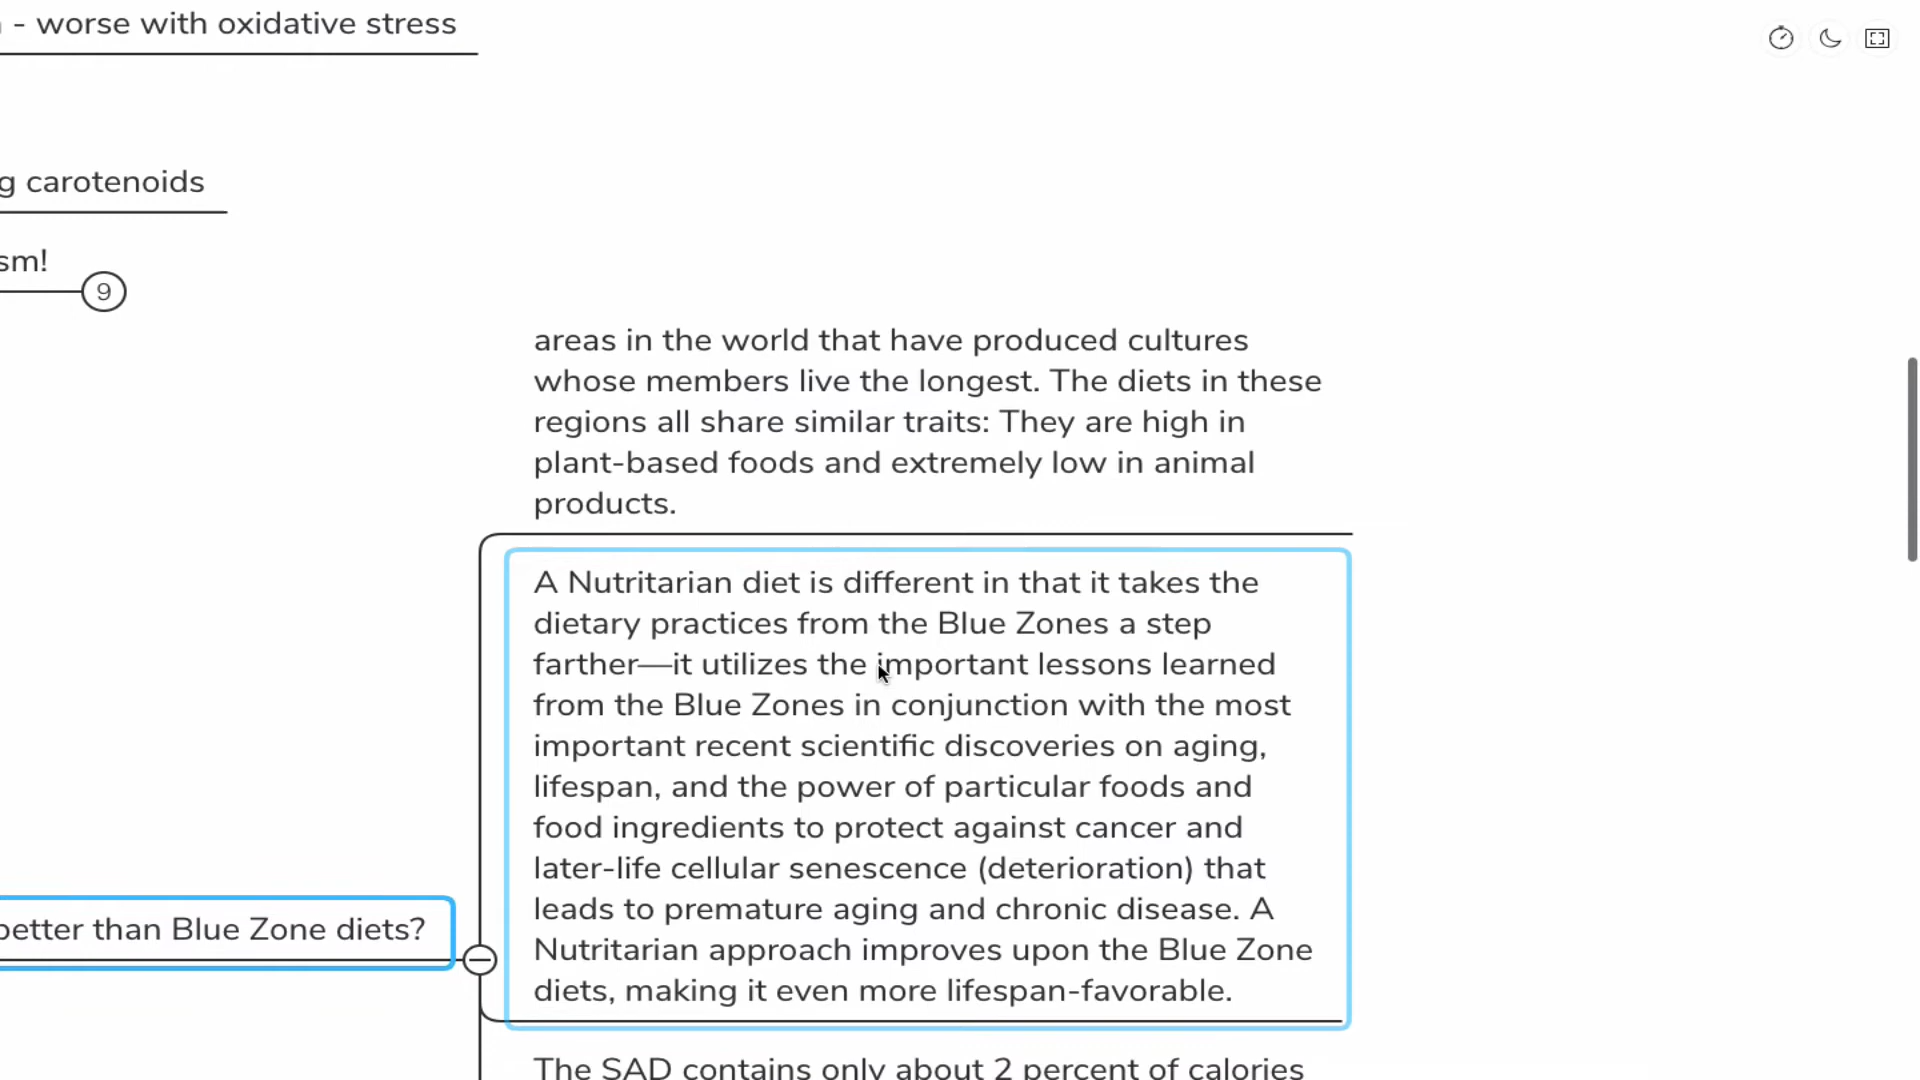 - worse with oxidative stress
g carotenoids
sm!
9
areas in the world that have produced cultures
whose members live the longest. The diets in these
regions all share similar traits: They are high in
plant-based foods and extremely low in animal
products.
A Nutritarian diet is different in that it takes the
dietary practices from the Blue Zones a step
farther—it utilizes the important lessons learned
from the Blue Zones in conjunction with the most
important recent scientific discoveries on aging,
lifespan, and the power of particular foods and
food ingredients to protect against cancer and
later-life cellular senescence (deterioration) that
leads to premature aging and chronic disease. A
Nutritarian approach improves upon the Blue Zone
diets, making it even more lifespan-favorable.
better than Blue Zone diets?
The SAD contains only about 2 percent of calories